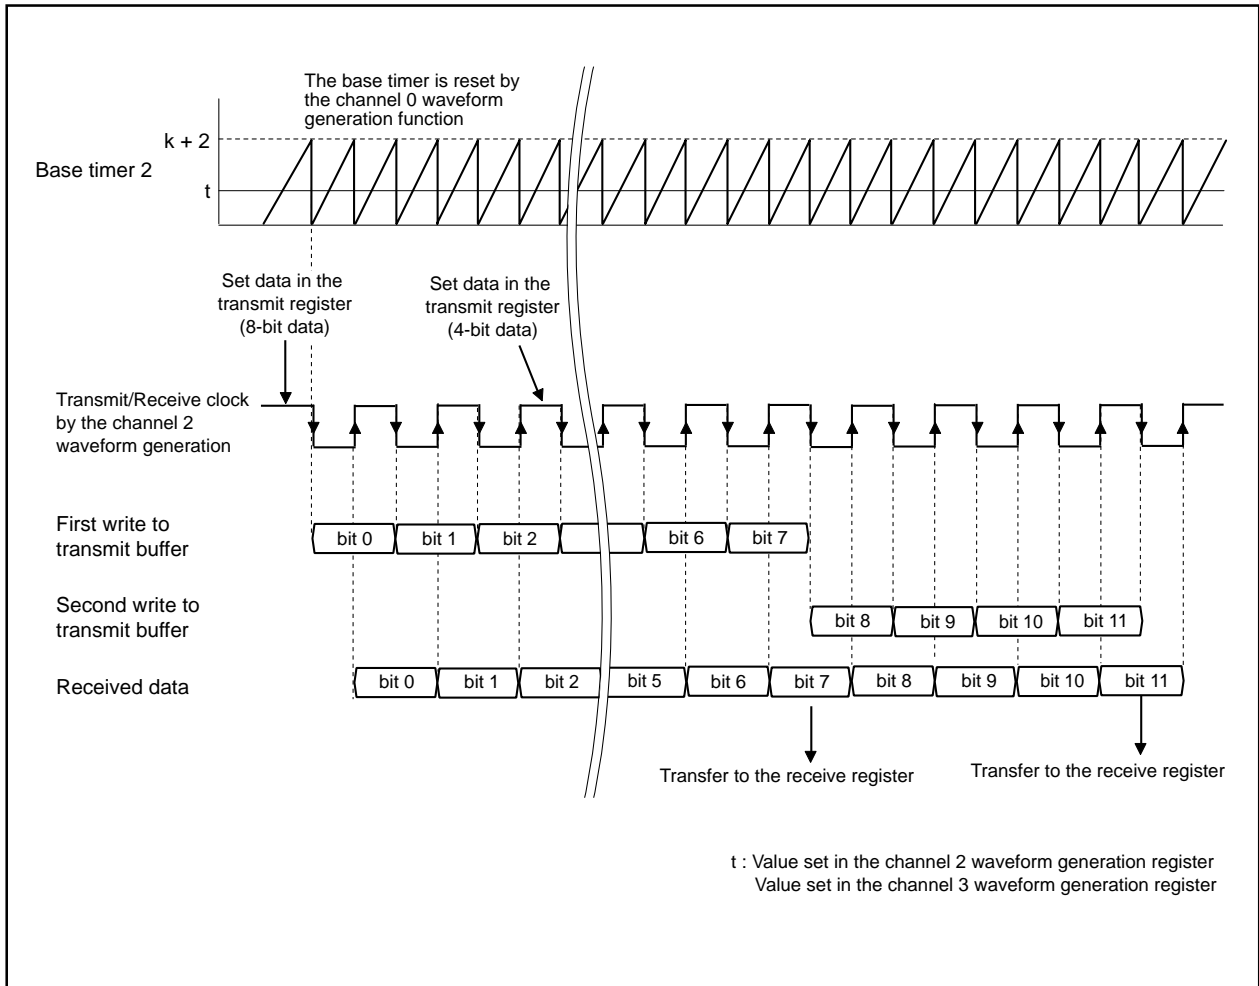 The base timer is reset by
the channel 0 waveform
generation function
k + 2
Base timer 2
t
Set data in the
transmit register
(8-bit data)
Set data in the
transmit register
(4-bit data)
Transmit/Receive clock
by the channel 2
waveform generation
First write to
transmit buffer
bit 0 bit 1 bit 2 bit 6 bit 7
Second write to
transmit buffer
bit 8 bit 9 bit 10 bit 11
Received data
bit 0 bit 1 bit 2 bit 5 bit 6 bit 7 bit 8 bit 9 bit 10 bit 11
Transfer to the receive register
Transfer to the receive register
t : Value set in the channel 2 waveform generation register
Value set in the channel 3 waveform generation register